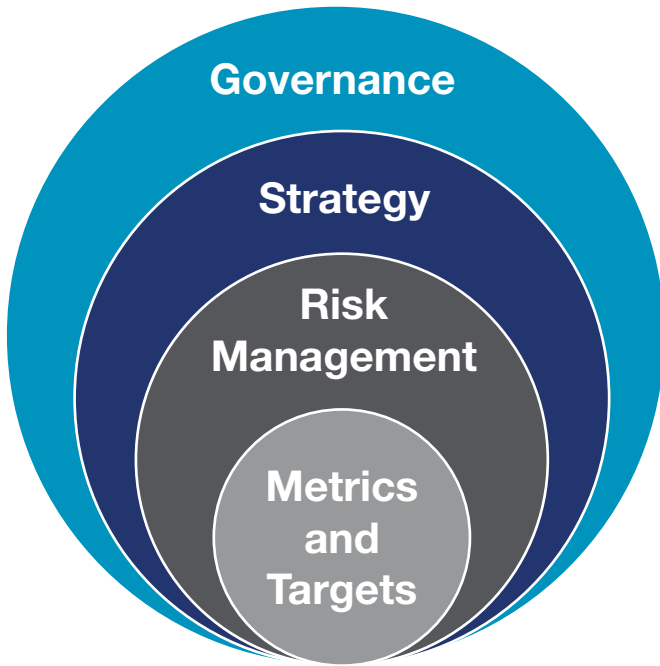 Governance
Strategy
Risk
Management
Metrics
and
Targets